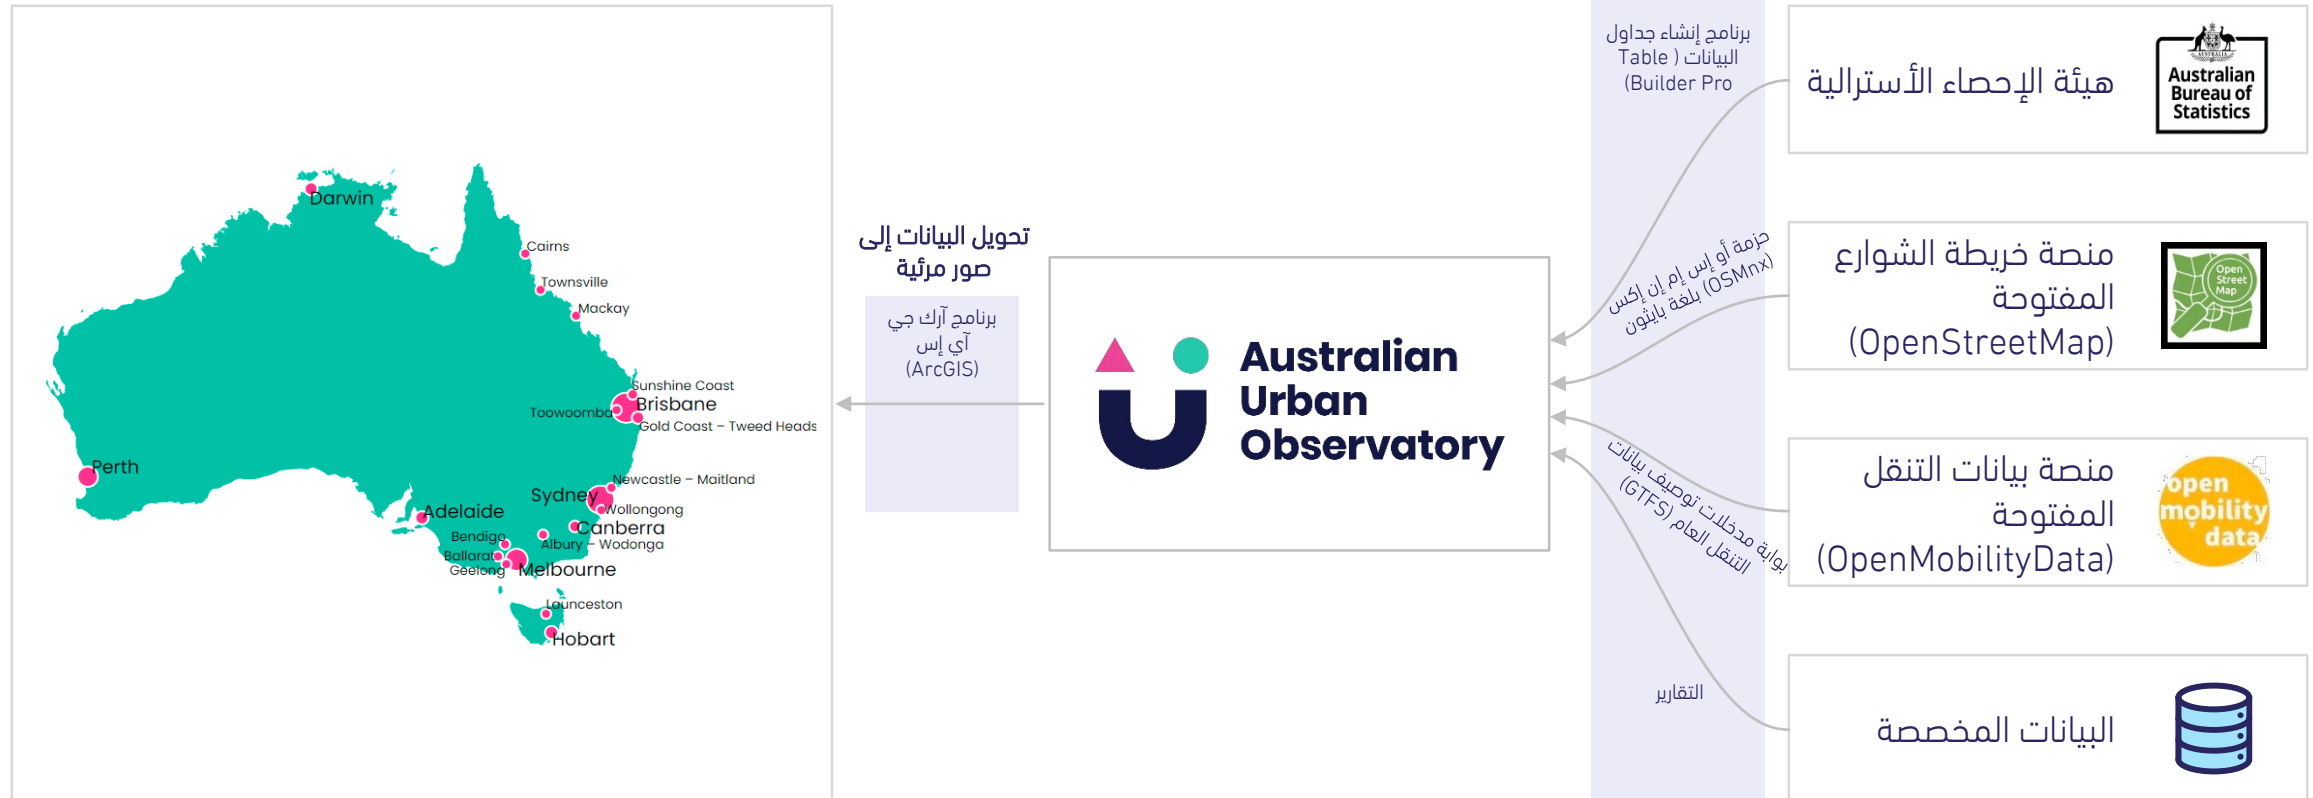 هيئة الإحصاء الأسترالية
AUSTRALIA
Australian
Bureau of
Statistics
منصة خريطة الشوارع
المفتوحة
(OpenStreetMap)
Open
Street
Map
منصة بيانات التنقل
المفتوحة
(OpenMobilityData)
open
mobility
data
البيانات المخصصة
برنامج إنشاء جداول
البيانات ( Table
Builder Pro)
حزمة أو إس إم إن إكس
(OSMnx) بلغة بايثون
بوابة مدخلات توصيف بيانات
التنقل العام (GTFS)
التقارير
Australian
Urban
Observatory
تحويل البيانات إلى
صور مرئية
برنامج آرك جي
آي إس
(ArcGIS)
Darwin
Cairns
Townsville
Mackay
Sunshine Coast
Brisbane
Toowoomba
Gold Coast – Tweed Heads
Perth
Newcastle – Maitland
Sydney
Wollongong
Adelaide
Canberra
Bendigo
Albury – Wodonga
Ballarat
Geelong
Melbourne
Launceston
Hobart